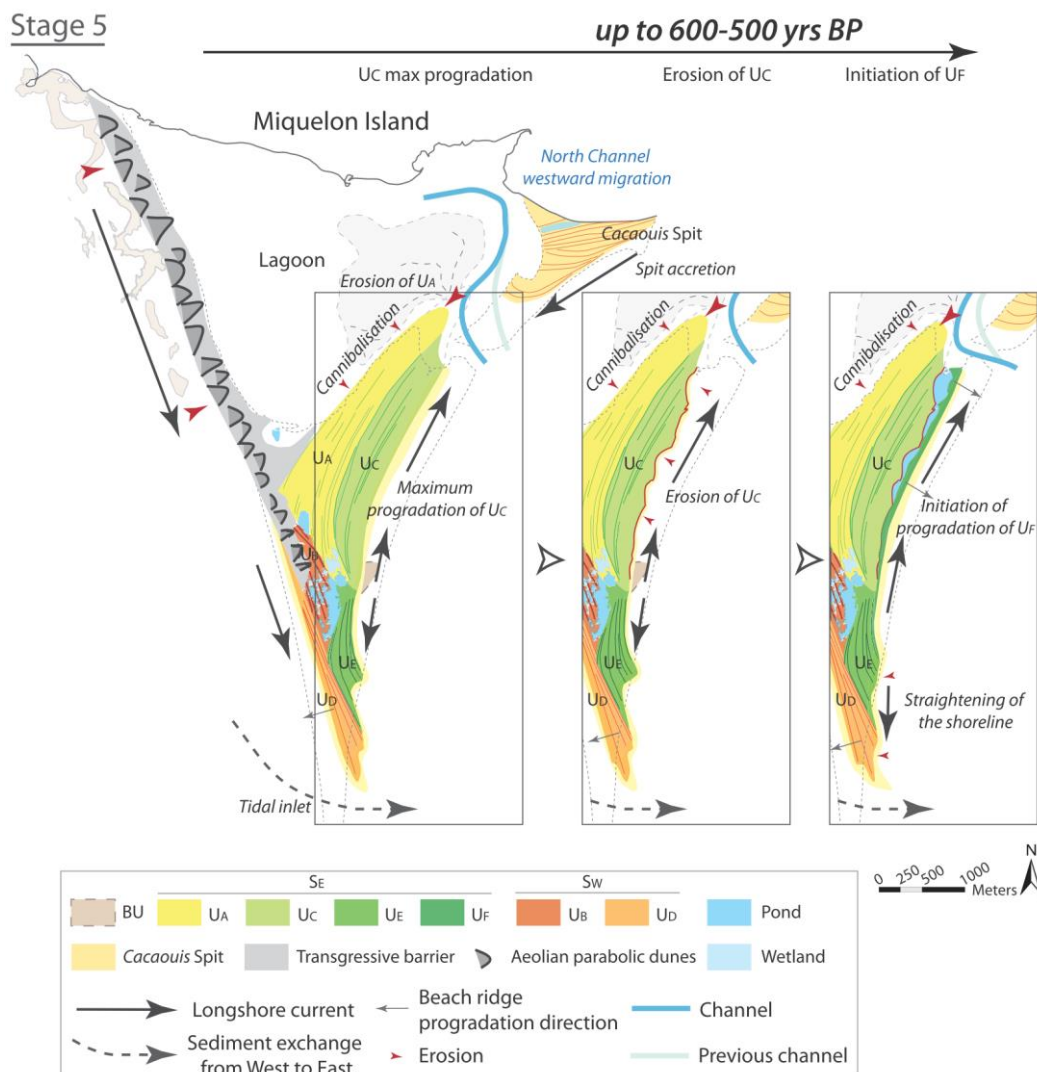 Stage 5
up to 600-500 yrs BP
UC max progradation
Erosion of UC
Initiation of UF
Miquelon Island
North Channel
westward migration
Lagoon
Cacaouis Spit
Erosion of UA
Spit accretion
Cannibalisation
Cannibalisation
Cannibalisation
UA
UC
UC
UC
Maximum
progradation of UC
Erosion of UC
Initiation of
progradation of UF
UB
UE
UE
UE
UD
UD
UD
Straightening of
the shoreline
Tidal inlet
N
0 250 500 1000
Meters
SE
SW
BU
UA
UC
UE
UF
UB
UD
Pond
Cacaouis Spit
Transgressive barrier
Aeolian parabolic dunes
Wetland
Longshore current
Beach ridge
progradation direction
Channel
Sediment exchange
from West to East
Erosion
Previous channel